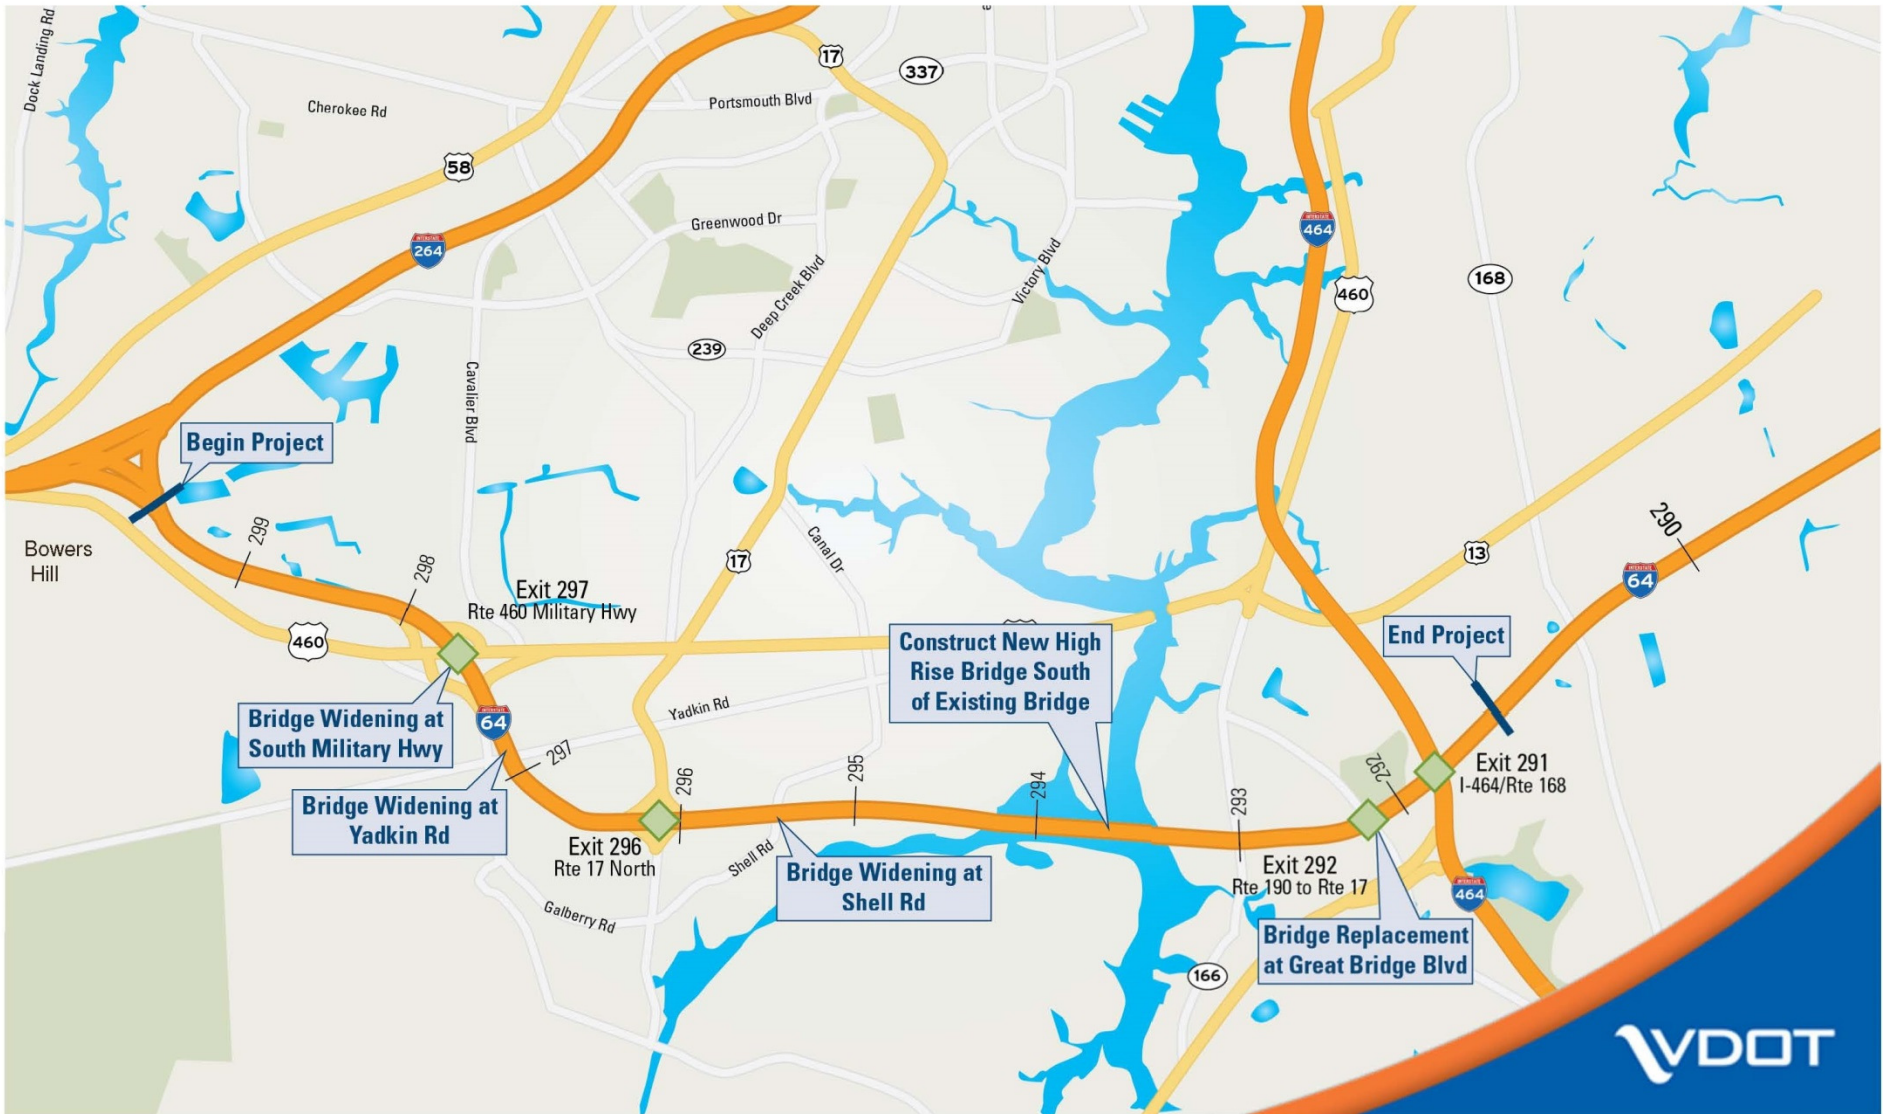 Dock Landing Rd
17
337
Cherokee Rd
Portsmouth Blvd
58
Greenwood Dr
INTERSTATE
264
INTERSTATE
464
Deep Creek Blvd
Victory Blvd
168
460
239
Cavalier Blvd
Begin Project
299
Bowers
Hill
298
Exit 297
Rte 460 Military Hwy
17
Canal Dr
13
290
INTERSTATE
64
460
Construct New High
Rise Bridge South
of Existing Bridge
End Project
Bridge Widening at
South Military Hwy
INTERSTATE
64
Yadkin Rd
297
296
295
294
293
292
Exit 291
I-464/Rte 168
Bridge Widening at
Yadkin Rd
Exit 296
Rte 17 North
Shell Rd
Bridge Widening at
Shell Rd
Exit 292
Rte 190 to Rte 17
INTERSTATE
464
Galberry Rd
Bridge Replacement
at Great Bridge Blvd
166
VDOT